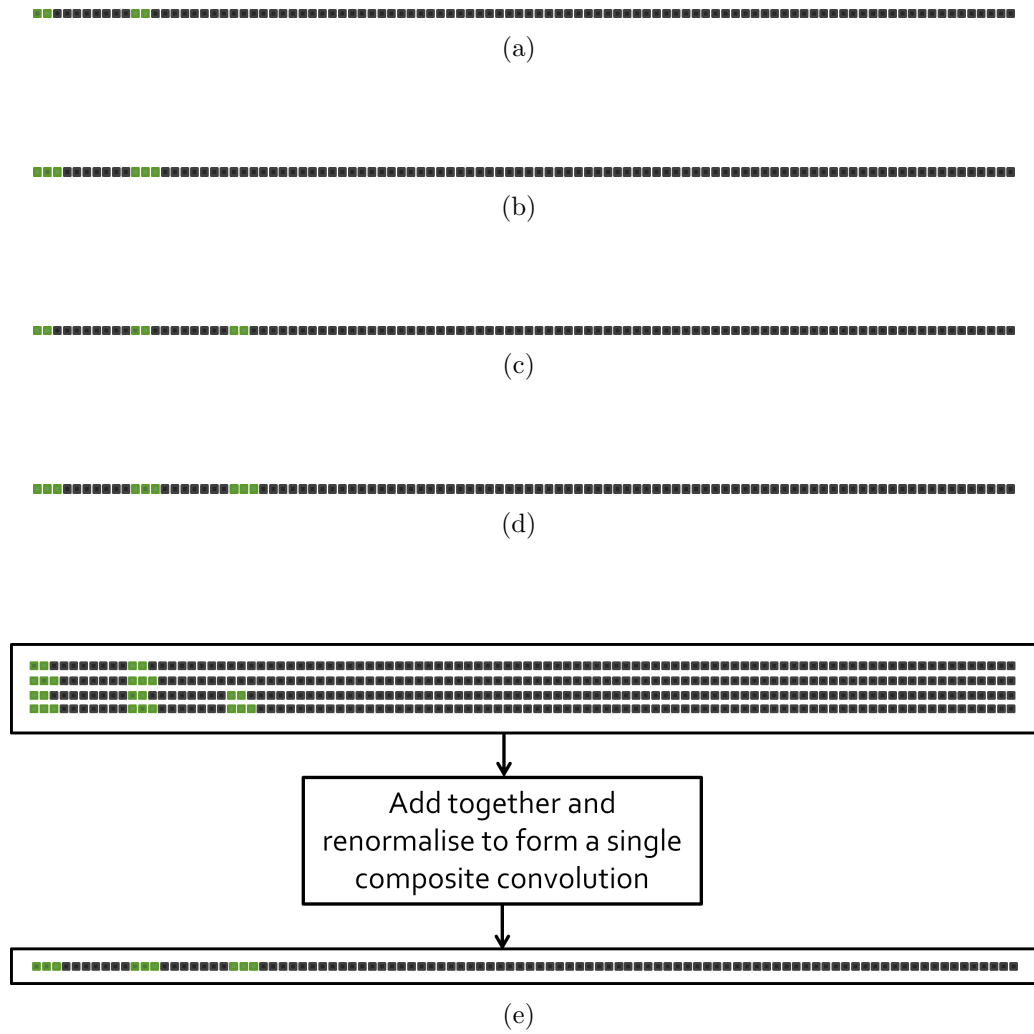 (a)
(b)
(c)
(d)
Add together and
renormalise to form a single
composite convolution
(e)